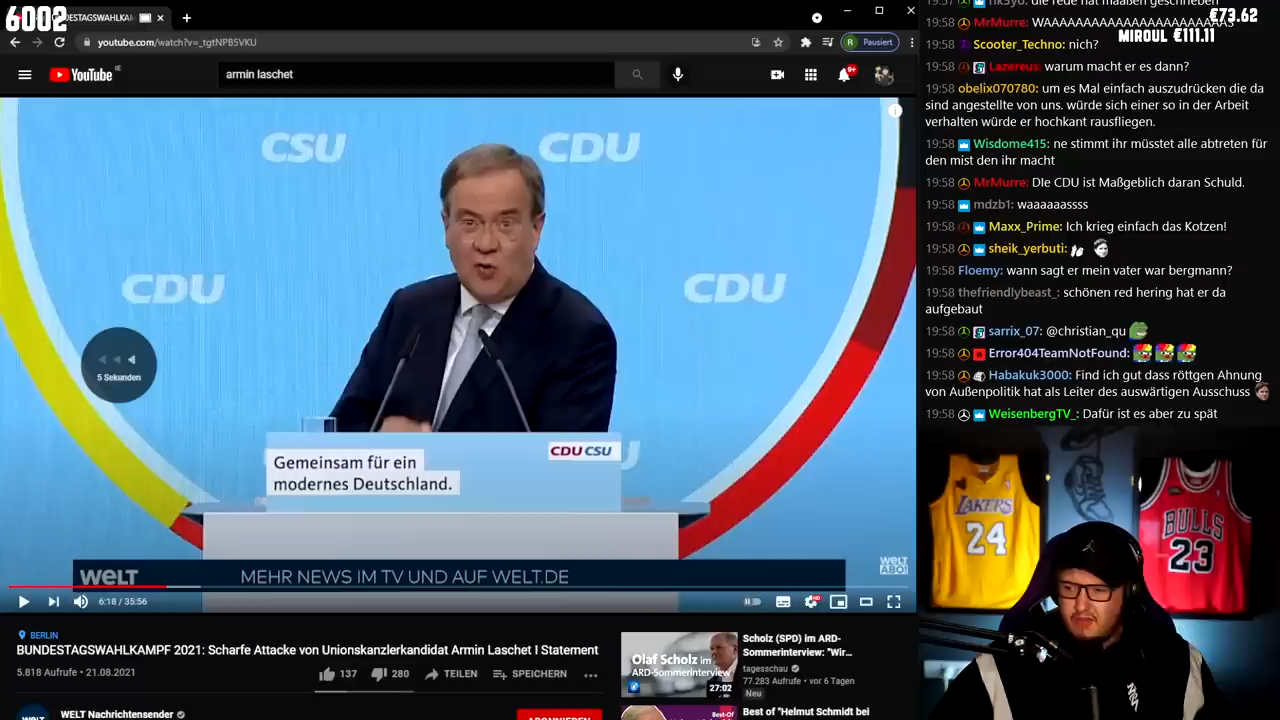 6002
BUNDESTAGSWAHLKAM
youtube.com/watch?v=_tgtNPBSVKU
R Pausiert
YouTube
armin laschet
9+
CSU
CDU
CDU
CDU
5 Sekunden
CDU CSU
Gemeinsam für ein
modernes Deutschland.
WELT
MEHR NEWS IM TV UND AUF WELT.DE
WELT
ABO!
6:18 / 35:56
HD
BERLIN
BUNDESTAGSWAHLKAMPF 2021: Scharfe Attacke von Unionskanzlerkandidat Armin Laschet I Statement
5.818 Aufrufe • 21.08.2021
137
280
TEILEN
SPEICHERN
WELT Nachrichtensender
ABONNIEREN
Olaf Scholz im
ARD-Sommerinterview
27:02
Scholz (SPD) im ARD-
Sommerinterview: "Wir...
tagesschau
77.283 Aufrufe • vor 6 Tagen
Neu
Best of "Helmut Schmidt bei
€73.62
MIROUL €111.11
19:58 MrMurre: WAAAAAAAAAAAAAAAAAAAAAAS
19:58 Scooter_Techno: nich?
19:58 Lazereus: warum macht er es dann?
obelix070780: um es Mal einfach auszudrücken die da
sind angestellte von uns. würde sich einer so in der Arbeit
verhalten würde er hochkant rausfliegen.
19:58 Wisdome415: ne stimmt ihr müsstet alle abtreten für
den mist den ihr macht
19:58 MrMurre: DIe CDU ist Maßgeblich daran Schuld.
19:58 mdzb1: waaaaaassss
19:58 Maxx_Prime: Ich krieg einfach das Kotzen!
19:58 sheik_yerbuti:
19:58 Floemy: wann sagt er mein vater war bergmann?
19:58 thefriendlybeast_: schönen red hering hat er da
aufgebaut
19:58 sarrix_07: @christian_qu
19:58 Error404TeamNotFound:
19:58 Habakuk3000: Find ich gut dass röttgen Ahnung
von Außenpolitik hat als Leiter des auswärtigen Ausschuss
19:58 WeisenbergTV_: Dafür ist es aber zu spät
LAKERS
24
BULLS
23